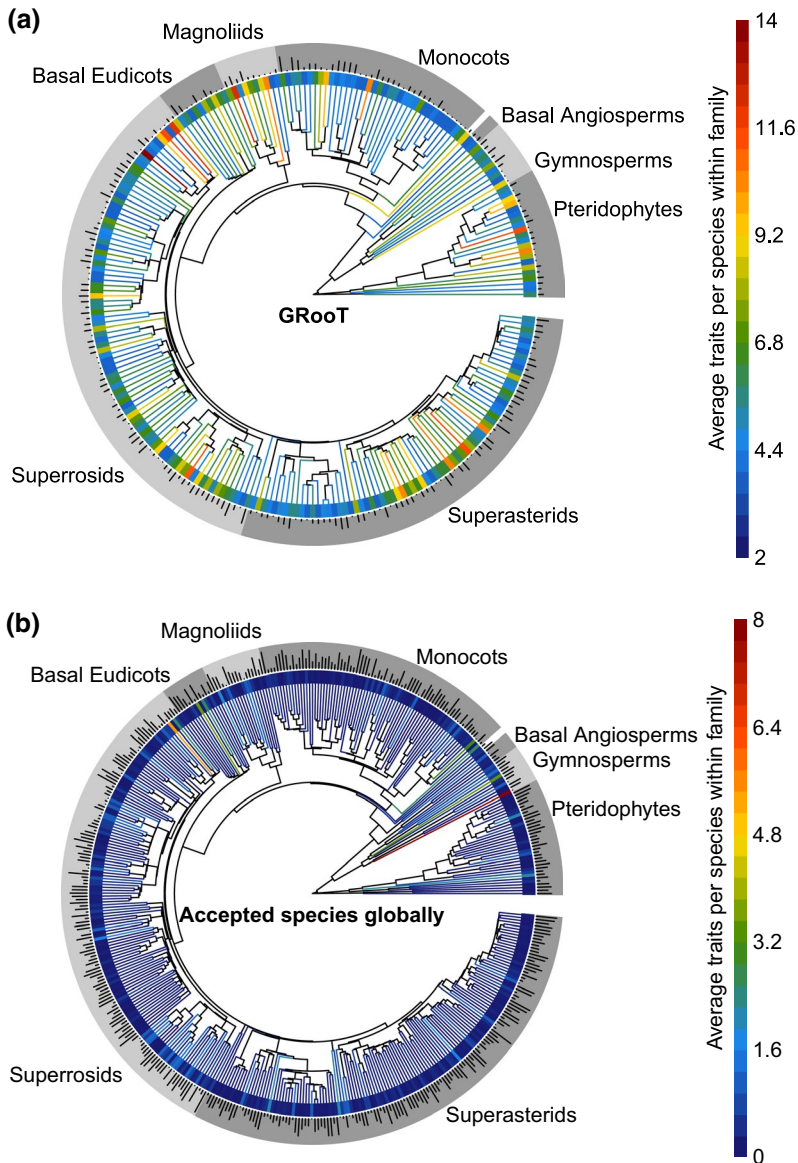 (a)
Magnoliids
Monocots
Basal Eudicots
Basal Angiosperms
Gymnosperms
Pteridophytes
GRooT
Superrosids
Superasterids
Average traits per species within family
14
11.6
9.2
6.8
4.4
2
(b)
Magnoliids
Monocots
Basal Eudicots
Basal Angiosperms
Gymnosperms
Pteridophytes
Accepted species globally
Superrosids
Superasterids
Average traits per species within family
8
6.4
4.8
3.2
1.6
0